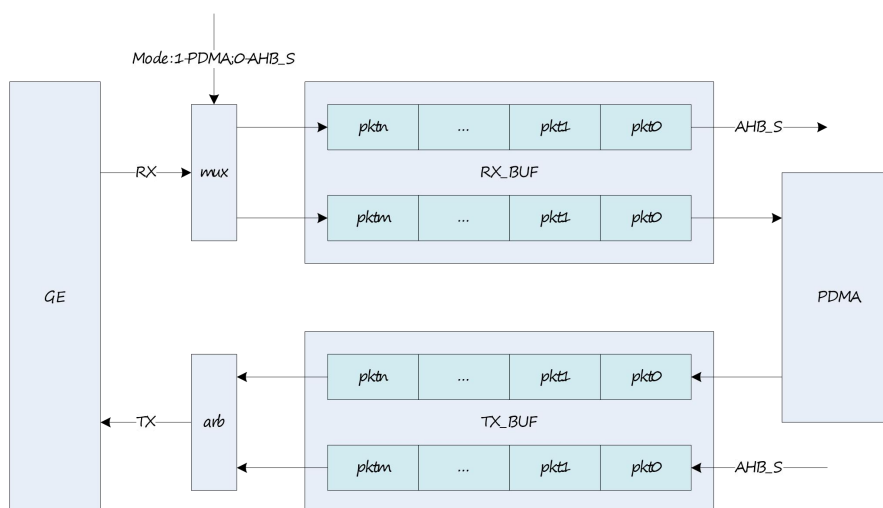 Mode:1-PDMA;0-AHB_S
pktn ... pkt1 pkt0 AHB_S
RX mux RX_BUF
pktm ... pkt1 pkt0
GE PDMA
pktn ... pkt1 pkt0
TX arb TX_BUF
pktm ... pkt1 pkt0 AHB_S